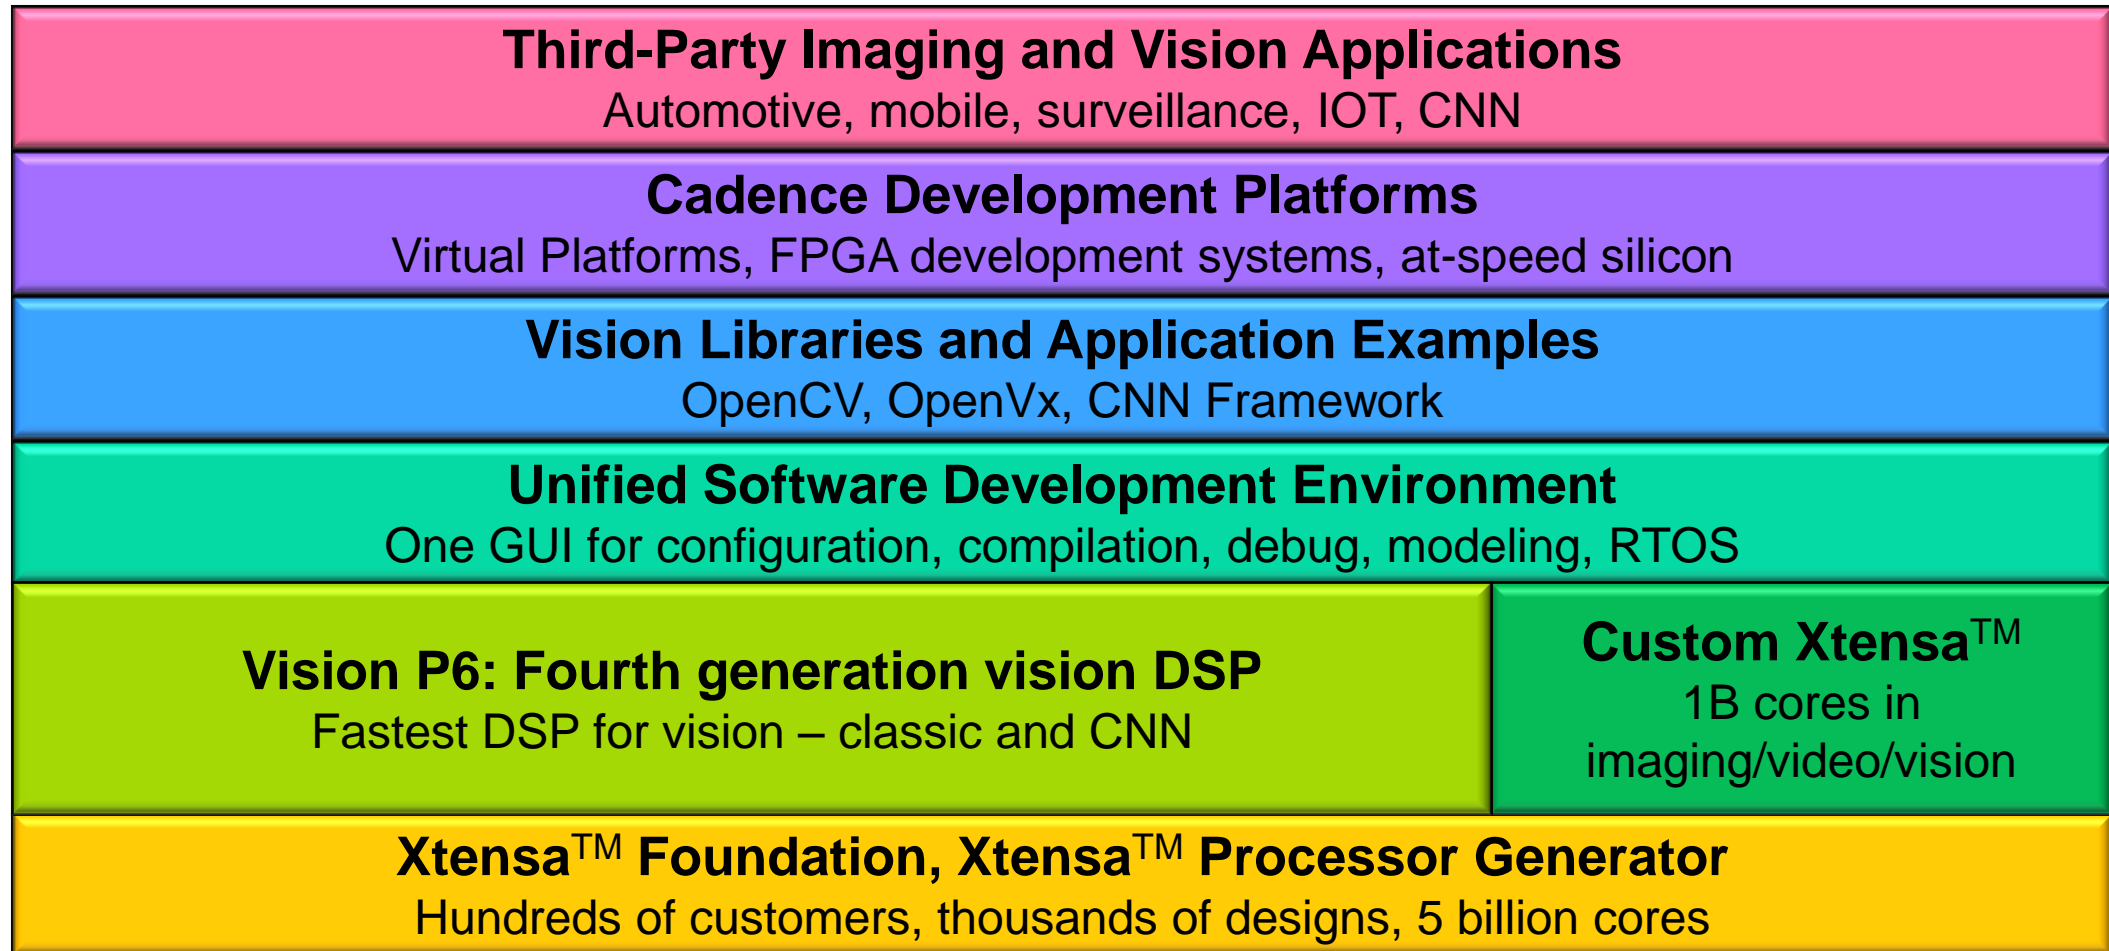 Third-Party Imaging and Vision Applications
Automotive, mobile, surveillance, IOT, CNN
Cadence Development Platforms
Virtual Platforms, FPGA development systems, at-speed silicon
Vision Libraries and Application Examples
OpenCV, OpenVx, CNN Framework
Unified Software Development Environment
One GUI for configuration, compilation, debug, modeling, RTOS
Vision P6: Fourth generation vision DSP
Fastest DSP for vision – classic and CNN
Custom Xtensa™
1B cores in
imaging/video/vision
Xtensa™ Foundation, Xtensa™ Processor Generator
Hundreds of customers, thousands of designs, 5 billion cores